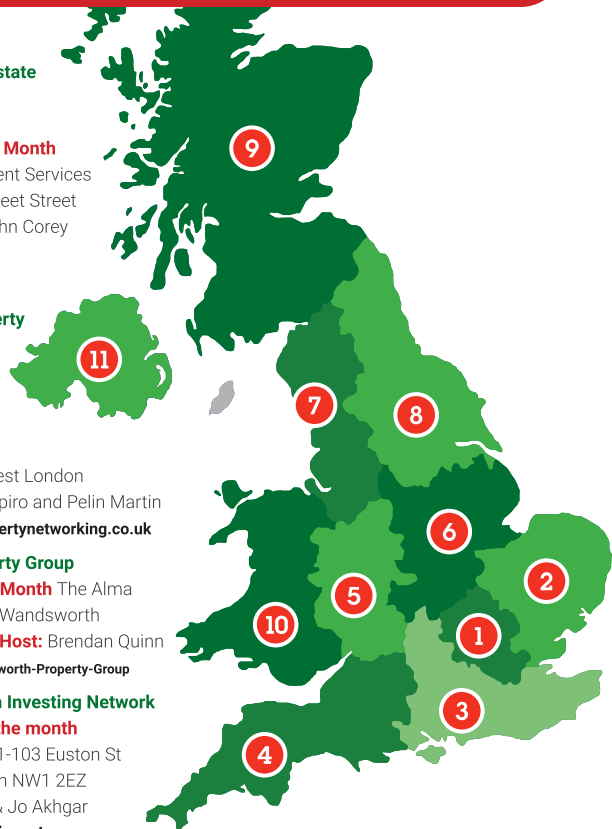 state
Month
ent Services
eet Street
hn Corey
erty
est London
piro and Pelin Martin
ertynetworking.co.uk
rty Group
Month The Alma
Wandsworth
Host: Brendan Quinn
worth-Property-Group
n Investing Network
the month
1-103 Euston St
n NW1 2EZ
& Jo Akhgar
9
11
7
8
6
2
5
10
1
3
4